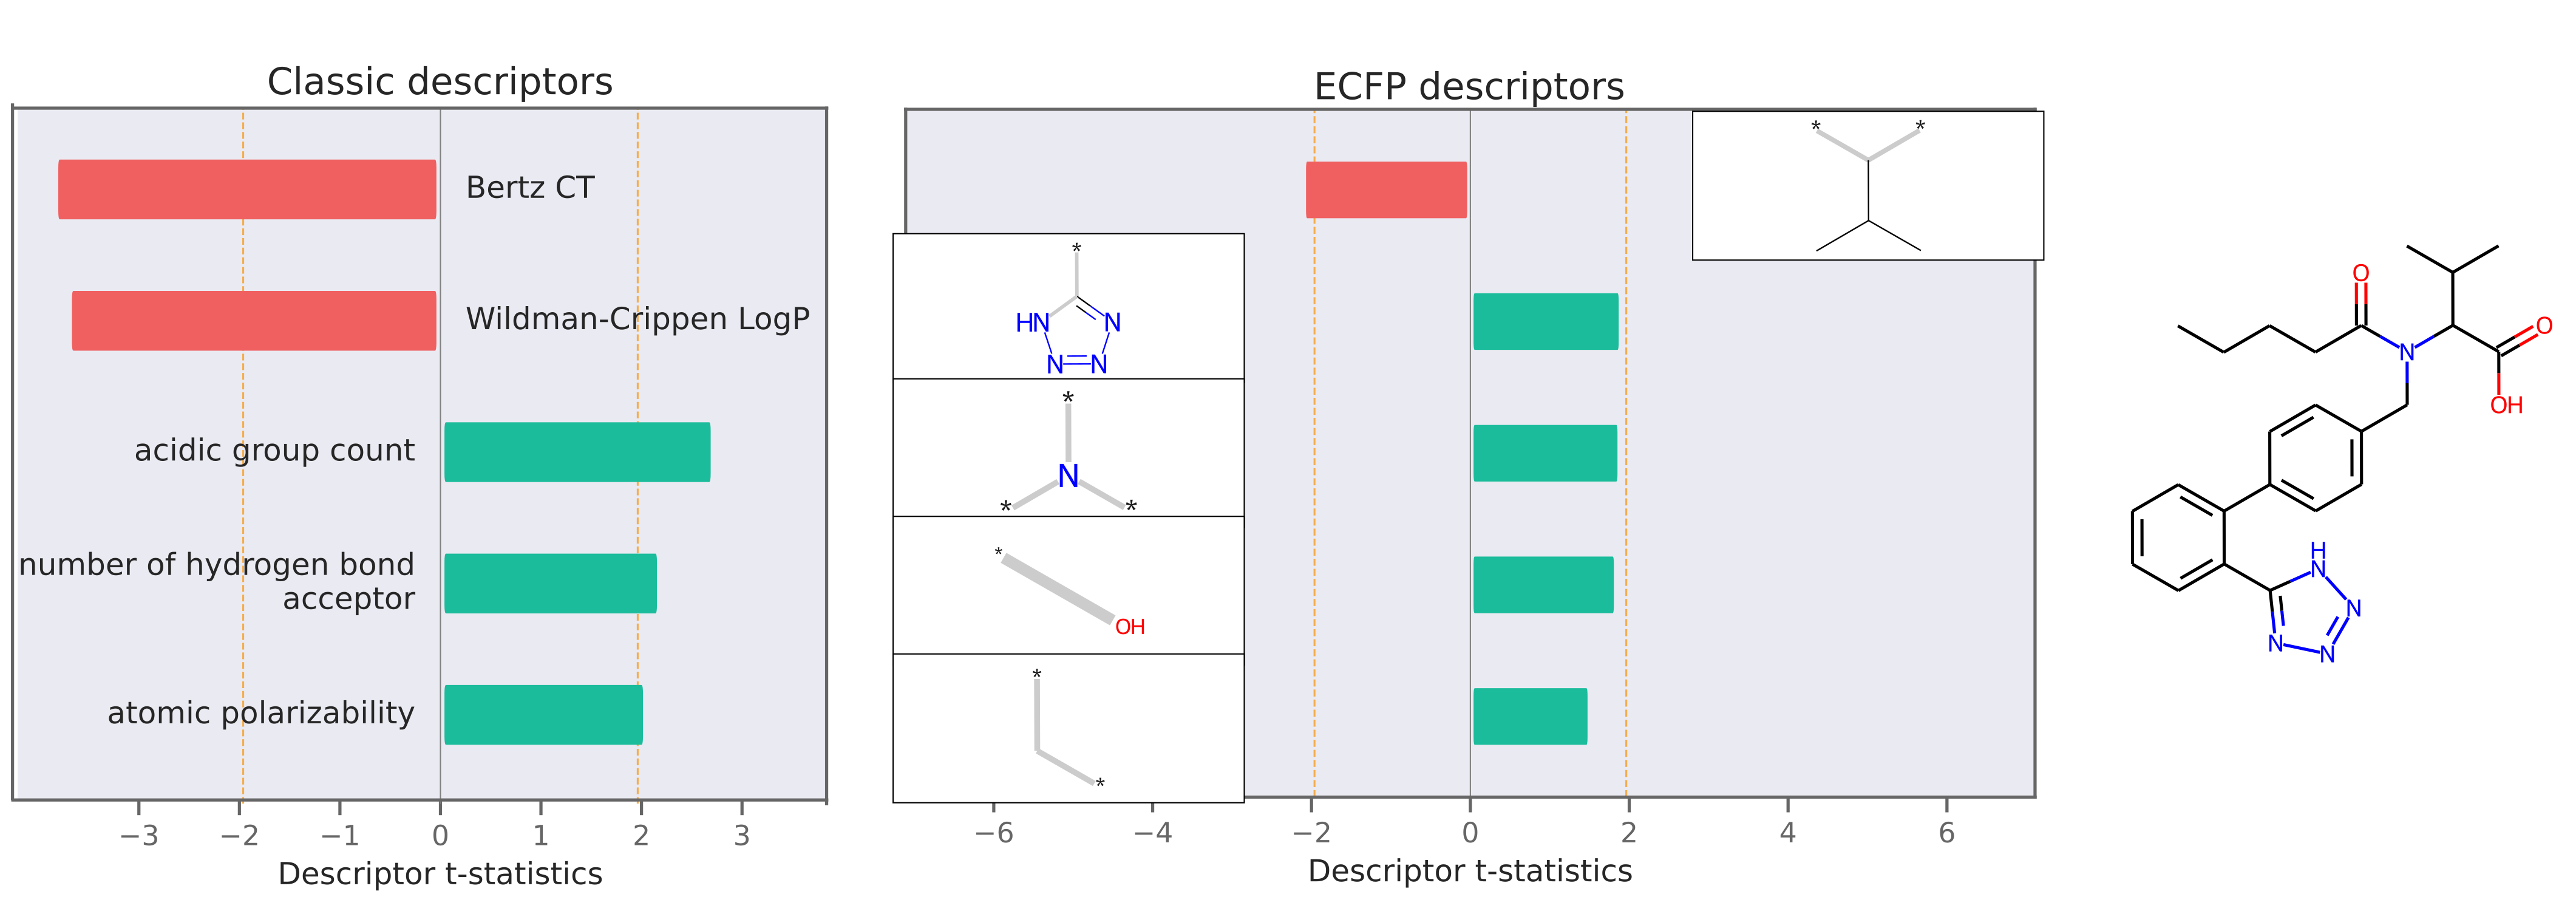 Classic descriptors
Bertz CT
Wildman-Crippen LogP
acidic group count
number of hydrogen bond
acceptor
atomic polarizability
−3 −2 −1 0 1 2 3
Descriptor t-statistics
ECFP descriptors
* *
*
HN N
N N
*
N
* *
*
OH
*
*
−6 −4 −2 0 2 4 6
Descriptor t-statistics
O
O
N
OH
H
N
N
N
N